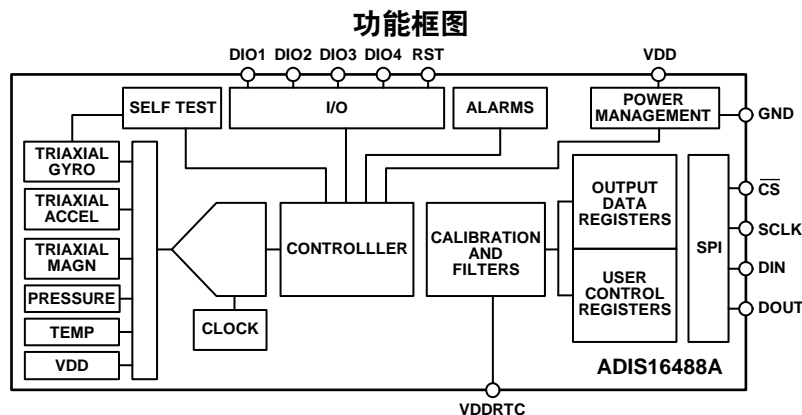 功能框图
DIO1 DIO2 DIO3 DIO4 RST
VDD
SELF TEST
I/O
ALARMS
POWER
MANAGEMENT
GND
TRIAXIAL
GYRO
TRIAXIAL
ACCEL
TRIAXIAL
MAGN
PRESSURE
TEMP
VDD
CLOCK
CONTROLLLER
CALIBRATION
AND
FILTERS
OUTPUT
DATA
REGISTERS
USER
CONTROL
REGISTERS
SPI
CS
SCLK
DIN
DOUT
ADIS16488A
VDDRTC